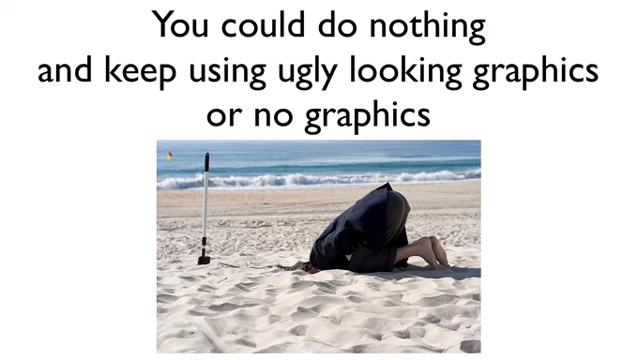 You could do nothing
and keep using ugly looking graphics
or no graphics